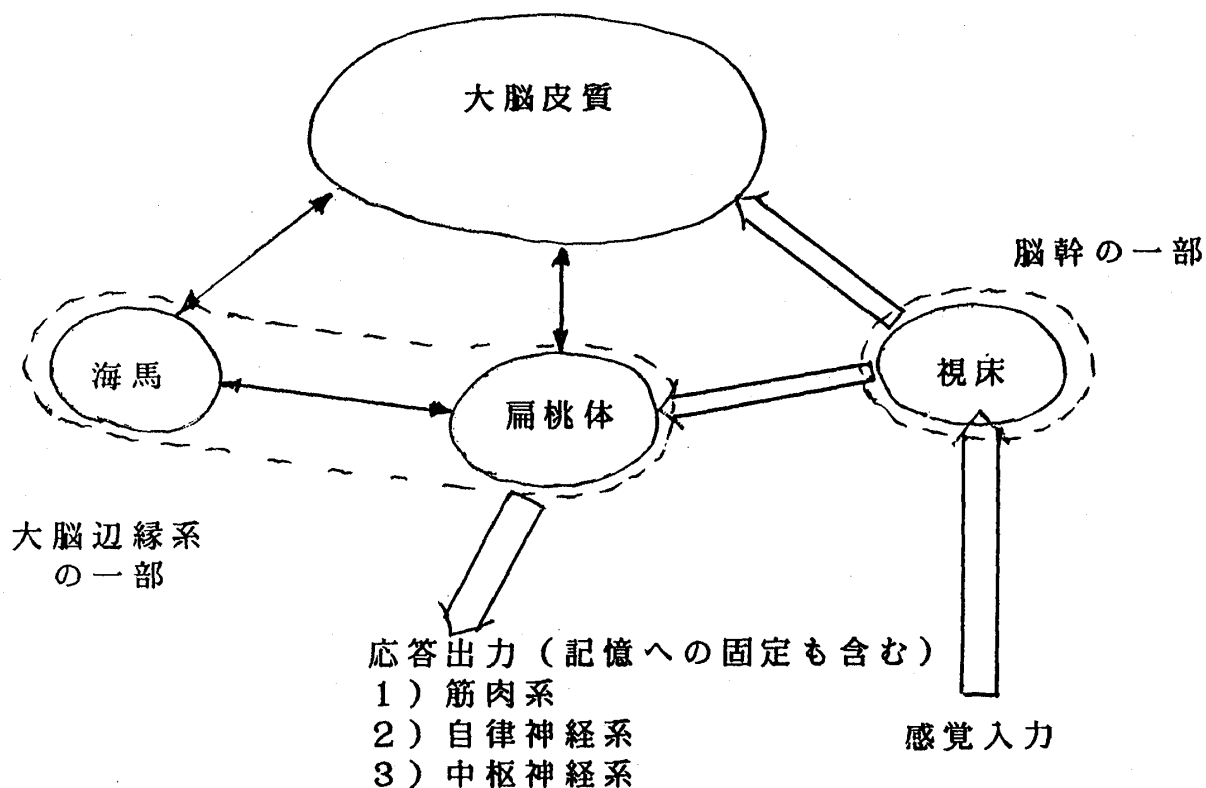 大脳皮質
脳幹の一部
海馬
扁桃体
視床
大脳辺縁系
の一部
応答出力（記憶への固定も含む）
1）筋肉系
2）自律神経系
3）中枢神経系
感覚入力